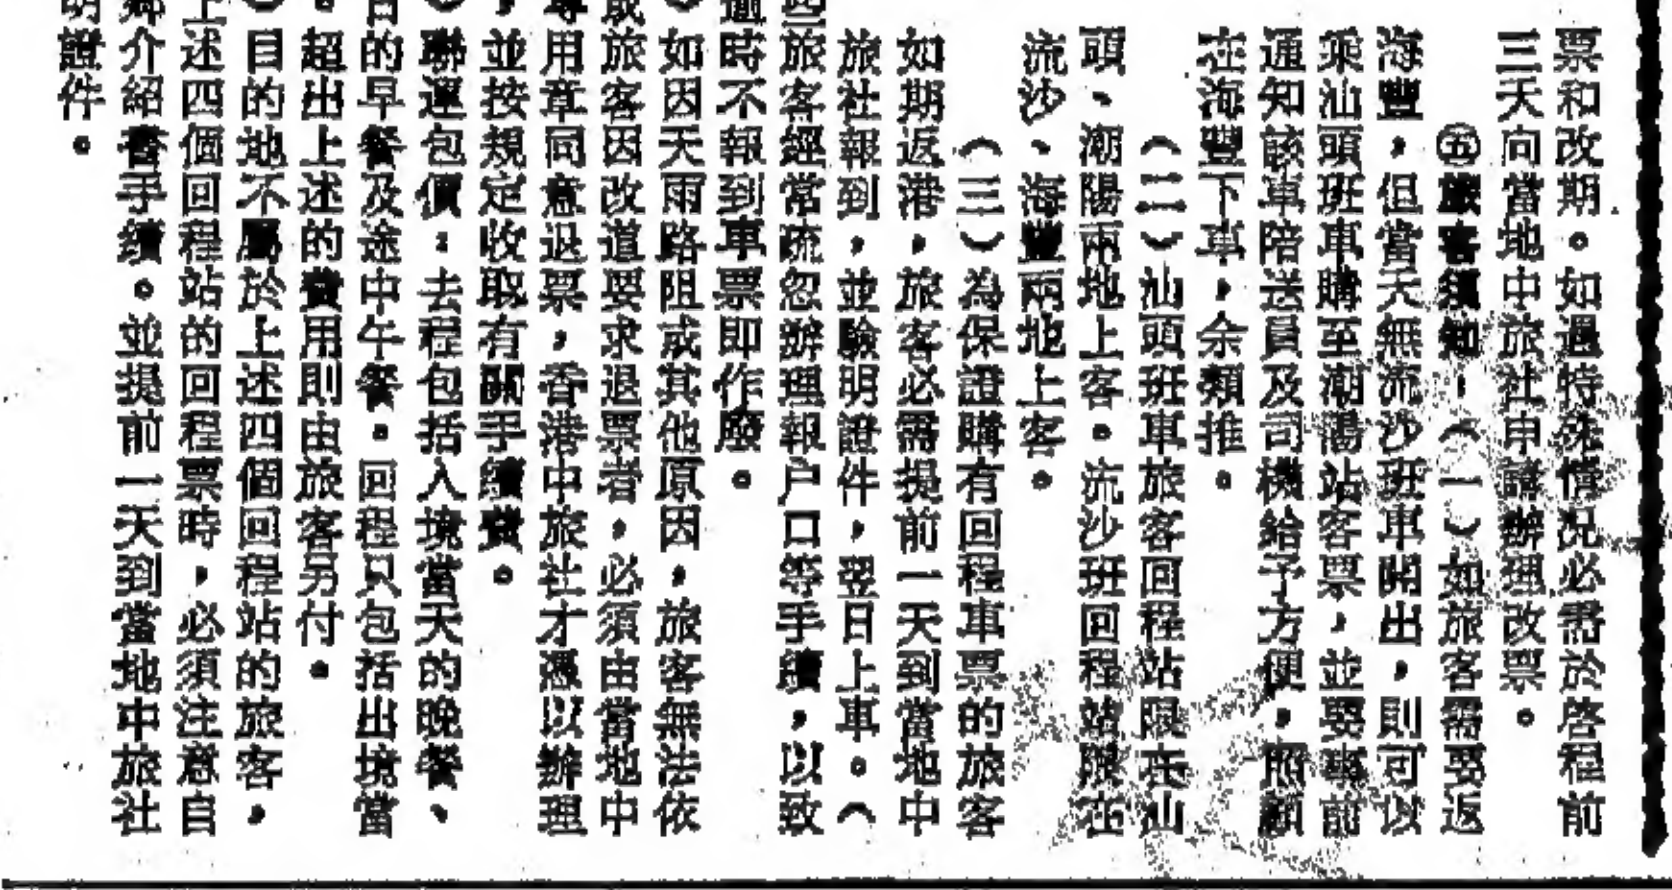 票和改期。如遇特殊情況必需於啓程前
三天向當地中旅社申請辦理改票。
㊄旅客須知：（一）如旅客需要返
海豐，但當天無流沙班車開出，則可以
乘汕頭班車購至潮陽站客票，並要事前
通知該車陪送員及司機給予方便，照顧
在海豐下車，余類推。
（二）汕頭班車旅客回程站限在汕
頭、潮陽兩地上客。流沙班回程站限在
流沙、海豐兩地上客。
（三）為保證購有回程車票的旅客
如期返港，旅客必需提前一天到當地中
旅社報到，並驗明證件，翌日上車。（
些旅客經常疏忽辦理報户口等手續，以致
時不報到車票即作廢。
如因天雨路阻或其他原因，旅客無法依
或旅客因改道要求退票者，必須由當地中
專用章同意退票，香港中旅社才憑以辦理
，並按規定收取有關手續費。
聯運包價：去程包括入境當天的晚餐、
日的早餐及途中午餐。回程只包括出境當
。超出上述的費用則由旅客另付。
）目的地不屬於上述四個回程站的旅客，
上述四個回程站的回程票時，必須注意自
鄉介紹書手續。並提前一天到當地中旅社
明證件。